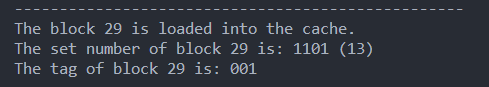 --------------------------------------------------
The block 29 is loaded into the cache.
The set number of block 29 is: 1101 (13)
The tag of block 29 is: 001